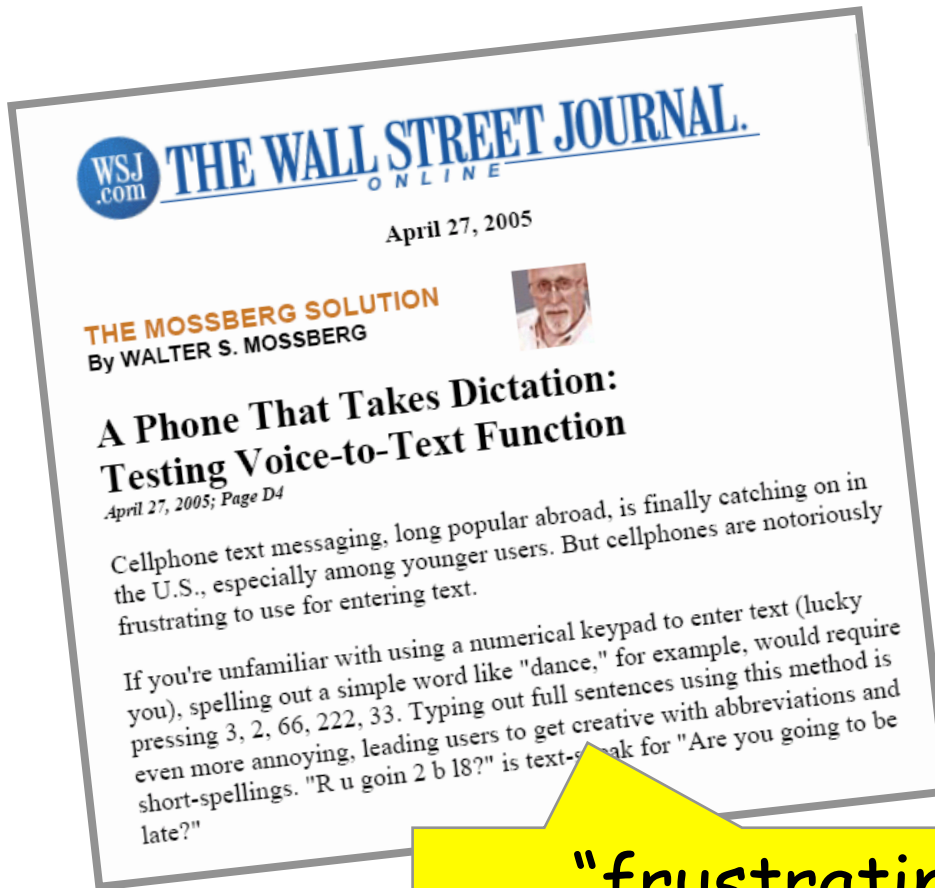 WSJ
.com
THE WALL STREET JOURNAL.
ONLINE
April 27, 2005
THE MOSSBERG SOLUTION
By WALTER S. MOSSBERG
A Phone That Takes Dictation:
Testing Voice-to-Text Function
April 27, 2005; Page D4
Cellphone text messaging, long popular abroad, is finally catching on in
the U.S., especially among younger users. But cellphones are notoriously
frustrating to use for entering text.
If you're unfamiliar with using a numerical keypad to enter text (lucky
you), spelling out a simple word like "dance," for example, would require
pressing 3, 2, 66, 222, 33. Typing out full sentences using this method is
even more annoying, leading users to get creative with abbreviations and
short-spellings. "R u goin 2 b l8?" is text-speak for "Are you going to be
late?"